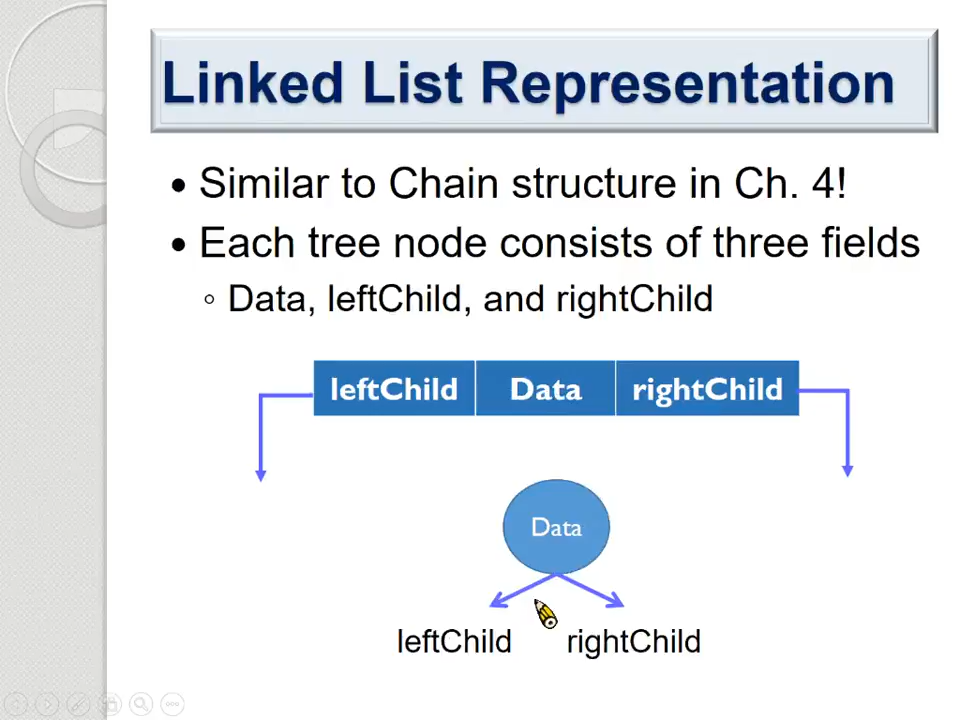 Linked List Representation
Similar to Chain structure in Ch. 4!
Each tree node consists of three fields
Data, leftChild, and rightChild
leftChild Data rightChild
Data
leftChild rightChild